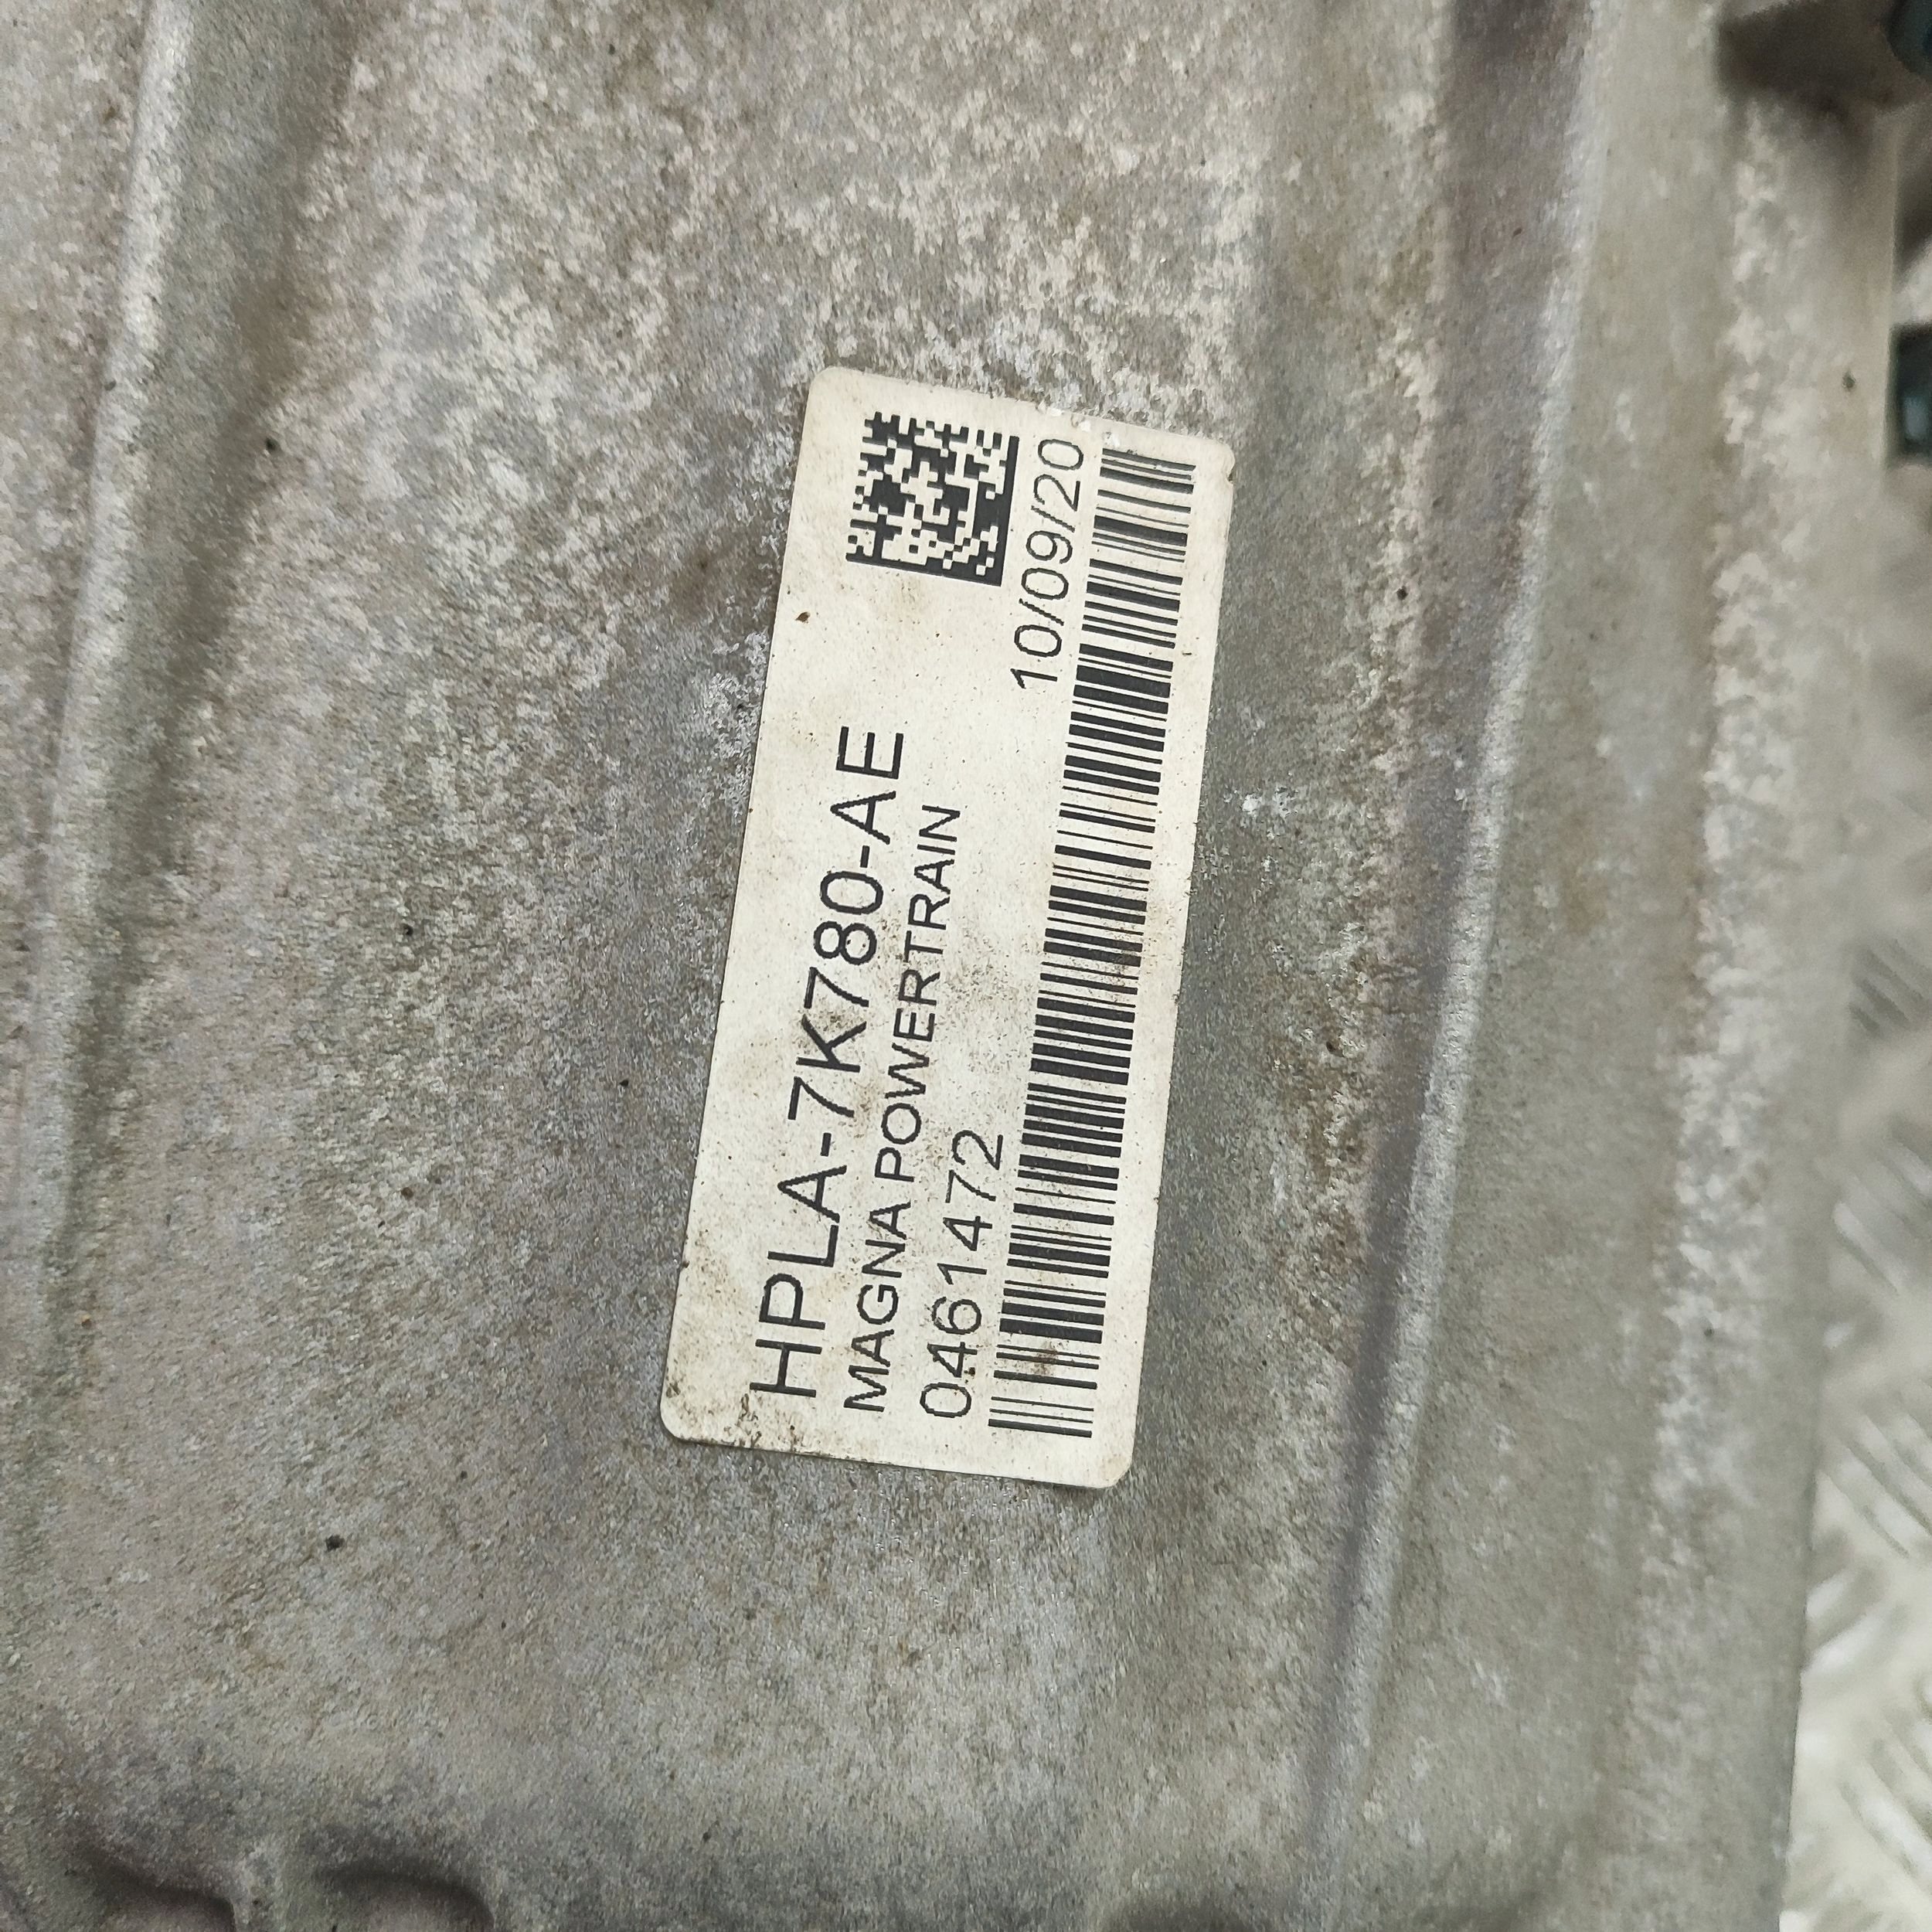 HPLA-7K780-AE
MAGNA POWERTRAIN
0461472
10/09/20